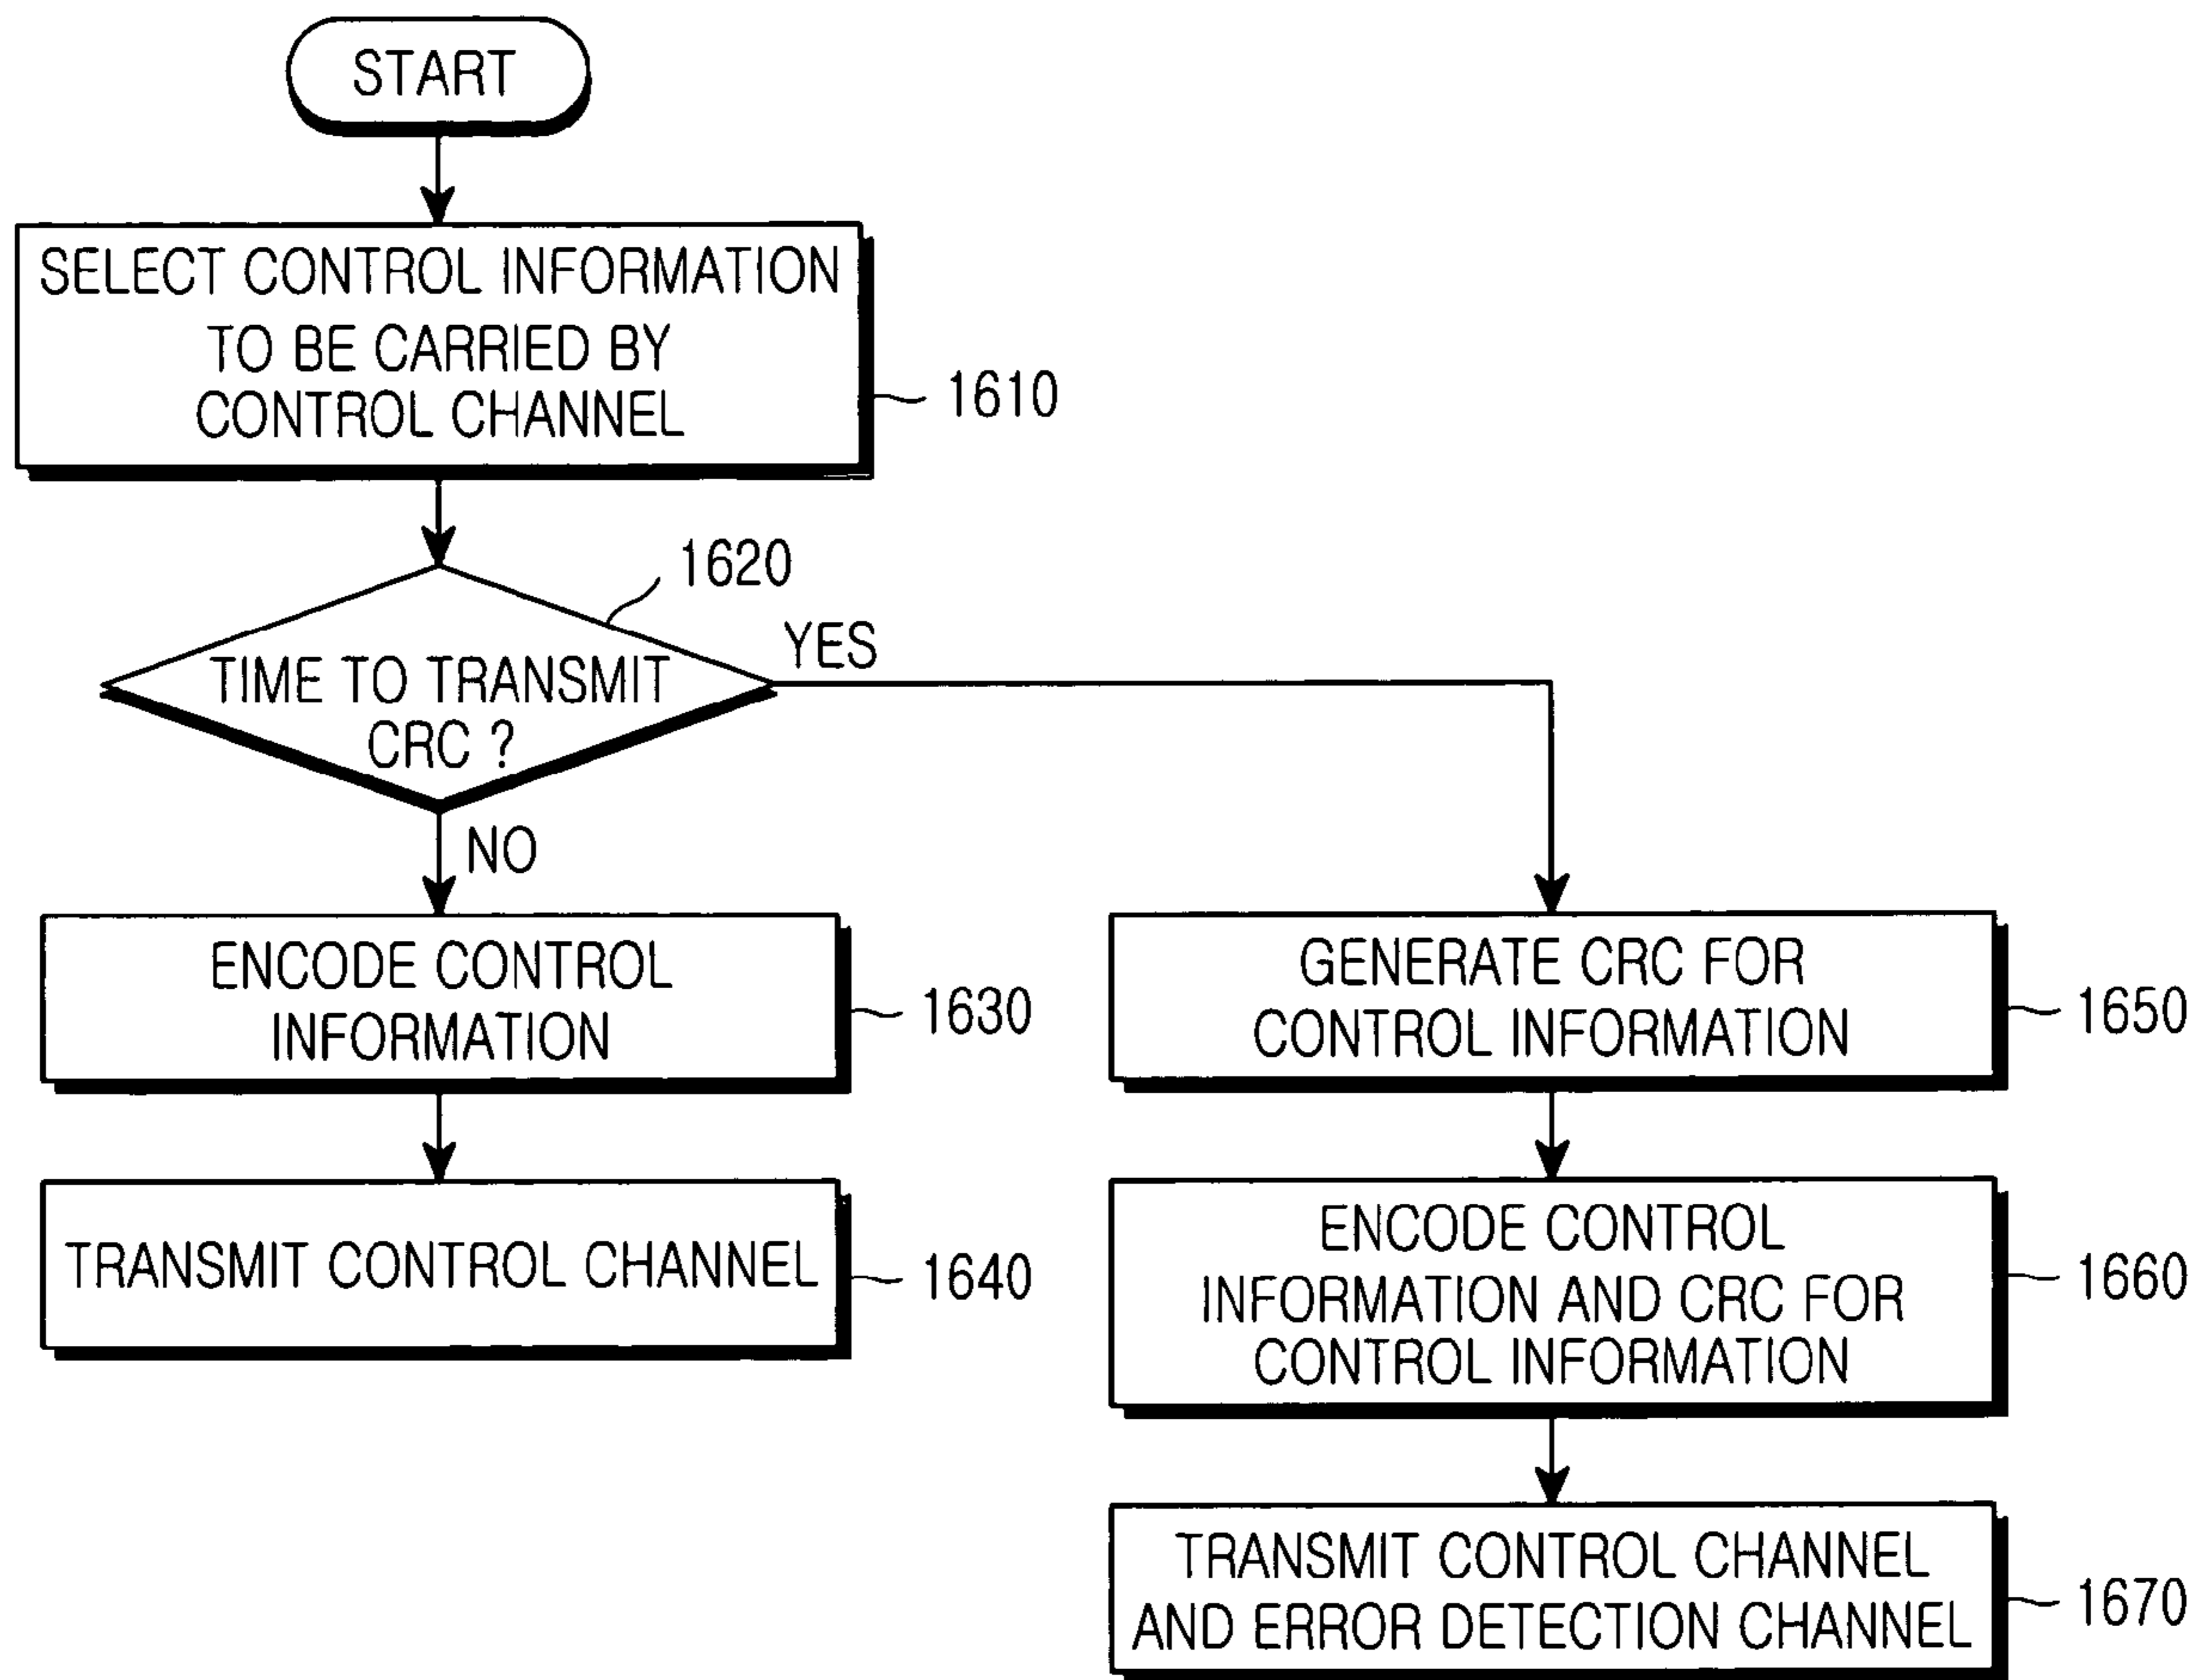 START
SELECT CONTROL INFORMATION
TO BE CARRIED BY
CONTROL CHANNEL
1610
1620
TIME TO TRANSMIT
CRC ?
YES
NO
ENCODE CONTROL
INFORMATION
1630
TRANSMIT CONTROL CHANNEL
1640
GENERATE CRC FOR
CONTROL INFORMATION
1650
ENCODE CONTROL
INFORMATION AND CRC FOR
CONTROL INFORMATION
1660
TRANSMIT CONTROL CHANNEL
AND ERROR DETECTION CHANNEL
1670